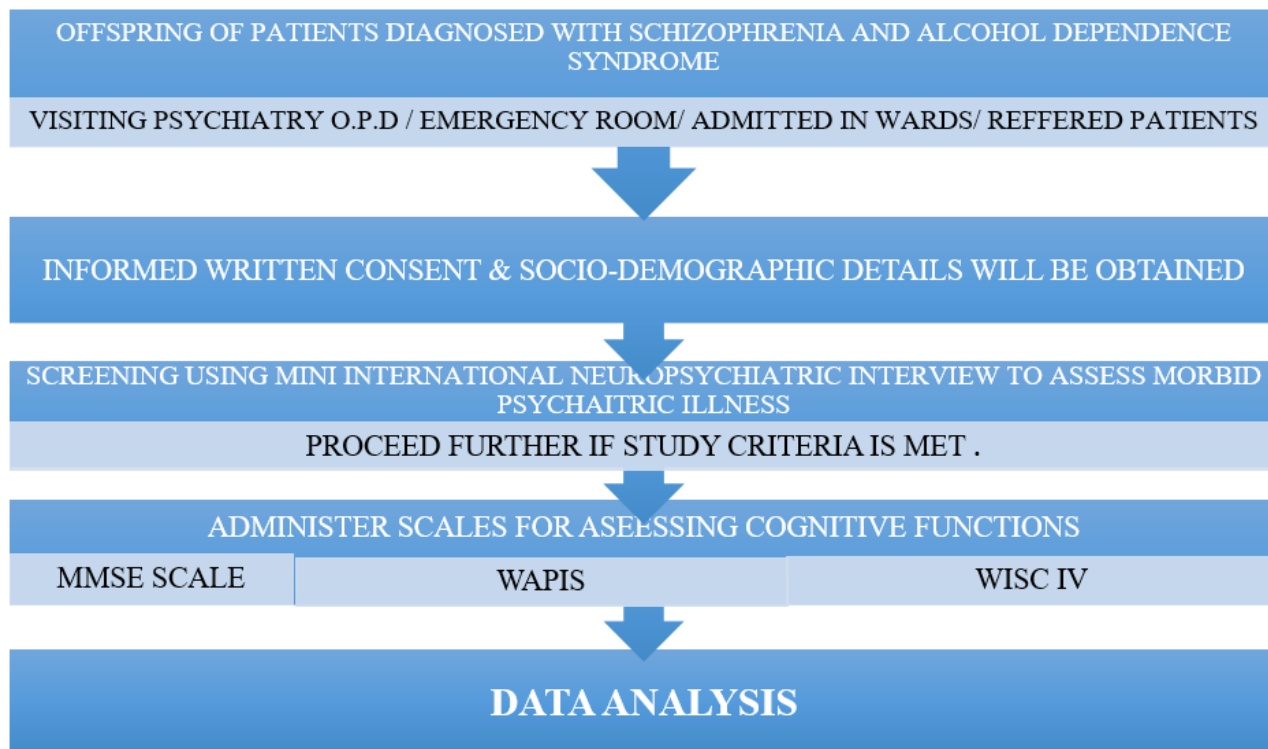 OFFSPRING OF PATIENTS DIAGNOSED WITH SCHIZOPHRENIA AND ALCOHOL DEPENDENCE
SYNDROME
VISITING PSYCHIATRY O.P.D / EMERGENCY ROOM/ ADMITTED IN WARDS/ REFFERED PATIENTS
INFORMED WRITTEN CONSENT & SOCIO-DEMOGRAPHIC DETAILS WILL BE OBTAINED
SCREENING USING MINI INTERNATIONAL NEUROPSYCHIATRIC INTERVIEW TO ASSESS MORBID
PSYCHAITRIC ILLNESS
PROCEED FURTHER IF STUDY CRITERIA IS MET .
ADMINISTER SCALES FOR ASEESSING COGNITIVE FUNCTIONS
MMSE SCALE
WAPIS
WISC IV
DATA ANALYSIS